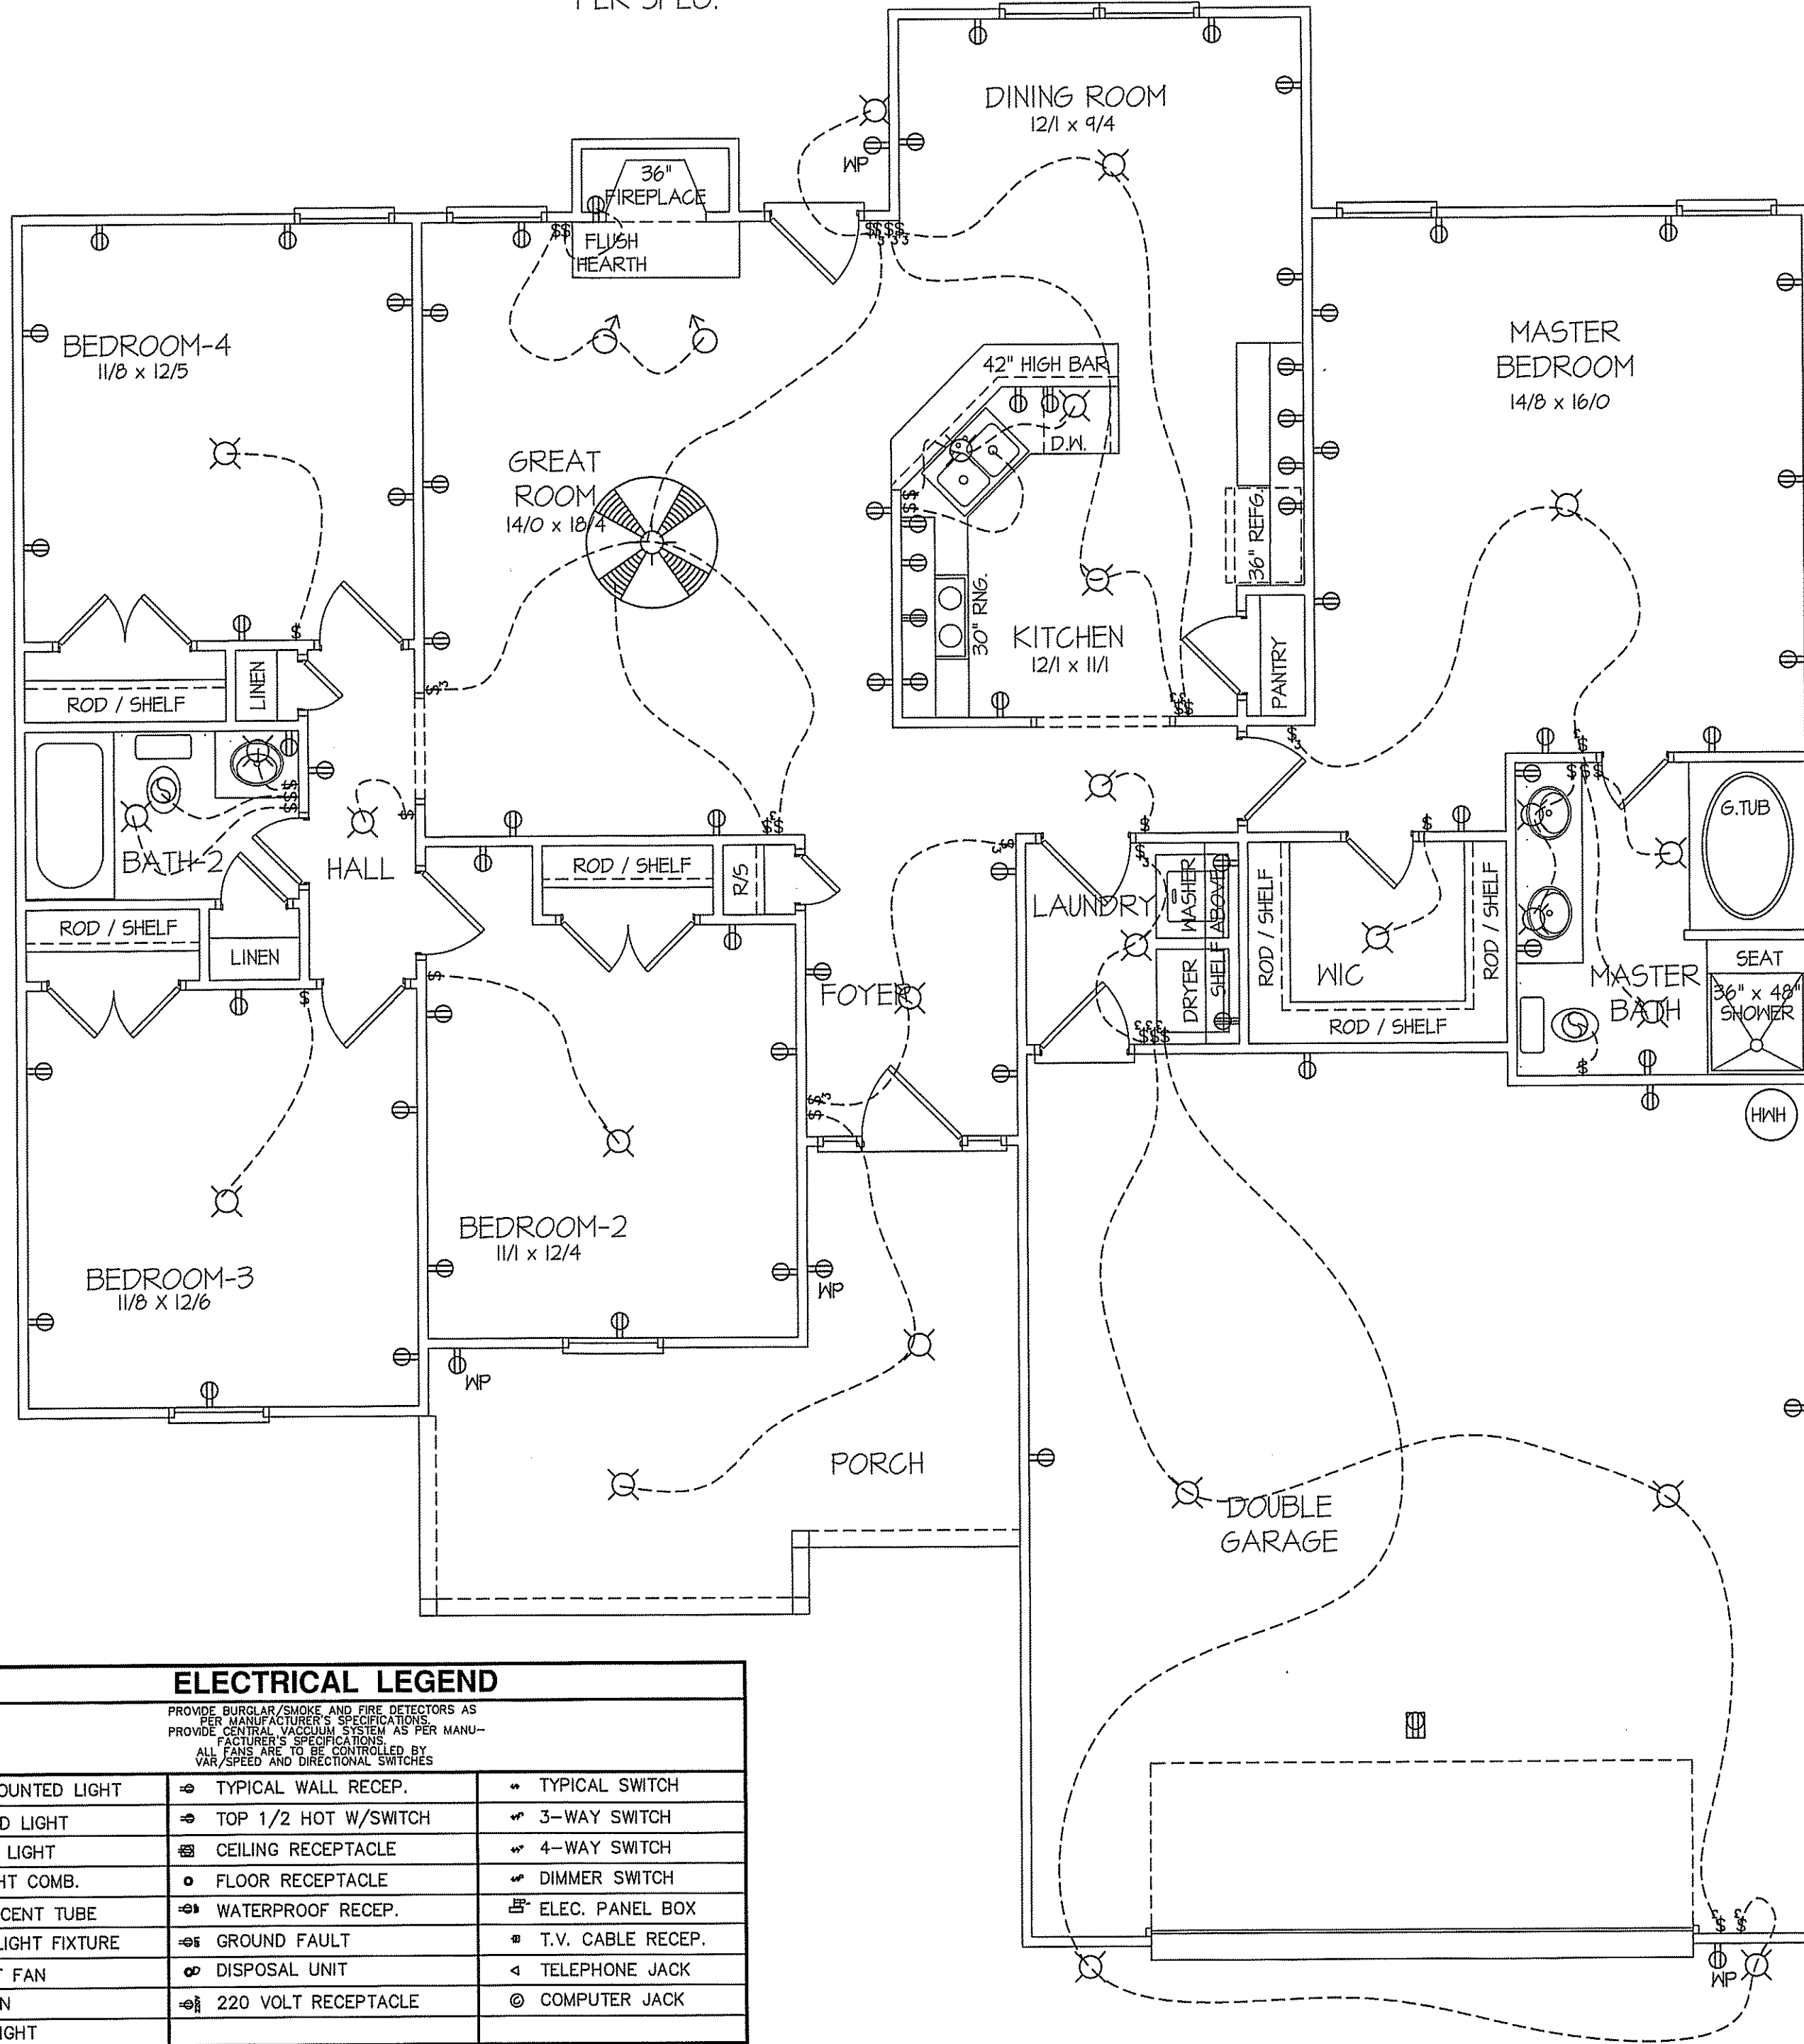 PER SPEC.
DINING ROOM
12/1 x 9/4
WP
36"
FIREPLACE
FLUSH
HEARTH
BEDROOM-4
11/8 x 12/5
MASTER
BEDROOM
14/8 x 16/0
42" HIGH BAR
D.W.
GREAT
ROOM
14/0 x 18/4
36" REFG.
30" RNG.
KITCHEN
12/1 x 11/1
PANTRY
LINEN
ROD / SHELF
BATH-2
HALL
ROD / SHELF
R/S
G.TUB
ROD / SHELF
LINEN
FOYER
LAUNDRY
WASHER
DRYER
SHELF ABOVE
ROD / SHELF
WIC
ROD / SHELF
ROD / SHELF
MASTER
BATH
SEAT
36" x 48"
SHOWER
HWH
BEDROOM-2
11/1 x 12/4
BEDROOM-3
11/8 X 12/6
WP
WP
PORCH
DOUBLE
GARAGE
WP
ELECTRICAL LEGEND
PROVIDE BURGLAR/SMOKE AND FIRE DETECTORS AS
PER MANUFACTURER'S SPECIFICATIONS.
PROVIDE CENTRAL VACCUUM SYSTEM AS PER MANU-
FACTURER'S SPECIFICATIONS.
ALL FANS ARE TO BE CONTROLLED BY
VAR/SPEED AND DIRECTIONAL SWITCHES
OUNTED LIGHT TYPICAL WALL RECEP. TYPICAL SWITCH
D LIGHT TOP 1/2 HOT W/SWITCH 3-WAY SWITCH
LIGHT CEILING RECEPTACLE 4-WAY SWITCH
HT COMB. FLOOR RECEPTACLE DIMMER SWITCH
CENT TUBE WATERPROOF RECEP. ELEC. PANEL BOX
LIGHT FIXTURE GROUND FAULT T.V. CABLE RECEP.
T FAN DISPOSAL UNIT TELEPHONE JACK
N 220 VOLT RECEPTACLE COMPUTER JACK
IGHT